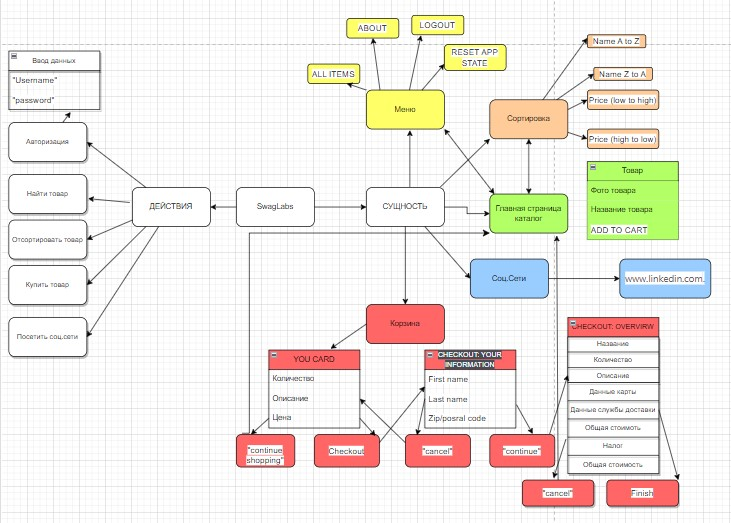 ABOUT
LOGOUT
RESET APP
STATE
ALL ITEMS
Name A to Z
Name Z to A
Price (low to high)
Price (high to low)
Ввод данных
"Username"
"password"
Меню
Сортировка
Авторизация
Найти товар
Отсортировать товар
Купить товар
Посетить соц.сети
ДЕЙСТВИЯ
SwagLabs
СУЩНОСТЬ
Главная страница
каталог
Товар
Фото товара
Название товара
ADD TO CART
Соц.Сети
www.linkedin.com.
Корзина
YOU CARD
Количество
Описание
Цена
CHECKOUT: YOUR
INFORMATION
First name
Last name
Zip/posral code
CHECKOUT: OVERVIRW
Название
Количество
Описание
Данные карты
Данные службы доставки
Общая стоимоть
Налог
Общая стоимость
"continue
shopping"
Checkout
"cancel"
"continue"
"cancel"
Finish